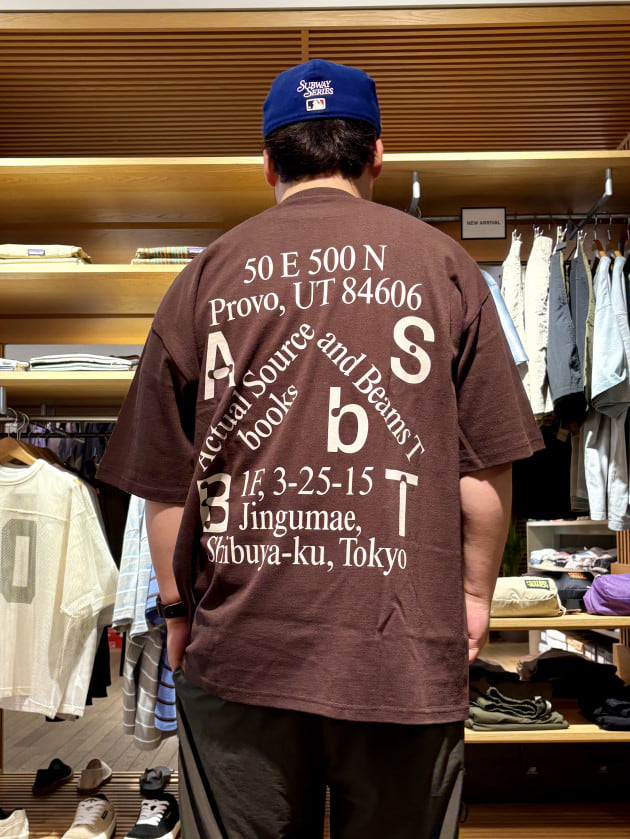 SUBWAY
SERIES
NEW ARRIVAL
50 E 500 N
Provo, UT 84606
A S
Actual Source
books
and Beams T
b
B T
1F, 3-25-15
Jingumae,
Shibuya-ku, Tokyo
0